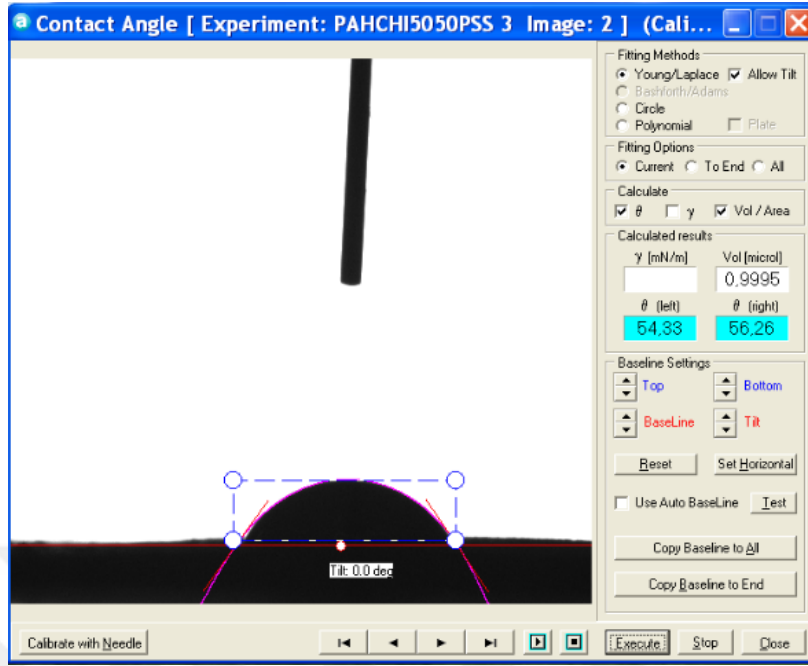 Contact Angle [ Experiment: PAHCHI5050PSS 3 Image: 2 ] (Cali...
Fitting Methods
Young/Laplace Allow Tilt
Bashforth/Adams
Circle
Polynomial Plate
Fitting Options
Current To End All
Calculate
θ γ Vol / Area
Calculated results
γ [mN/m] Vol [microl]
0,9995
θ (left) θ (right)
54,33 56,26
Baseline Settings
Top Bottom
BaseLine Tilt
Reset Set Horizontal
Use Auto BaseLine Test
Copy Baseline to All
Copy Baseline to End
Tilt: 0.0 deg
Calibrate with Needle Execute Stop Close